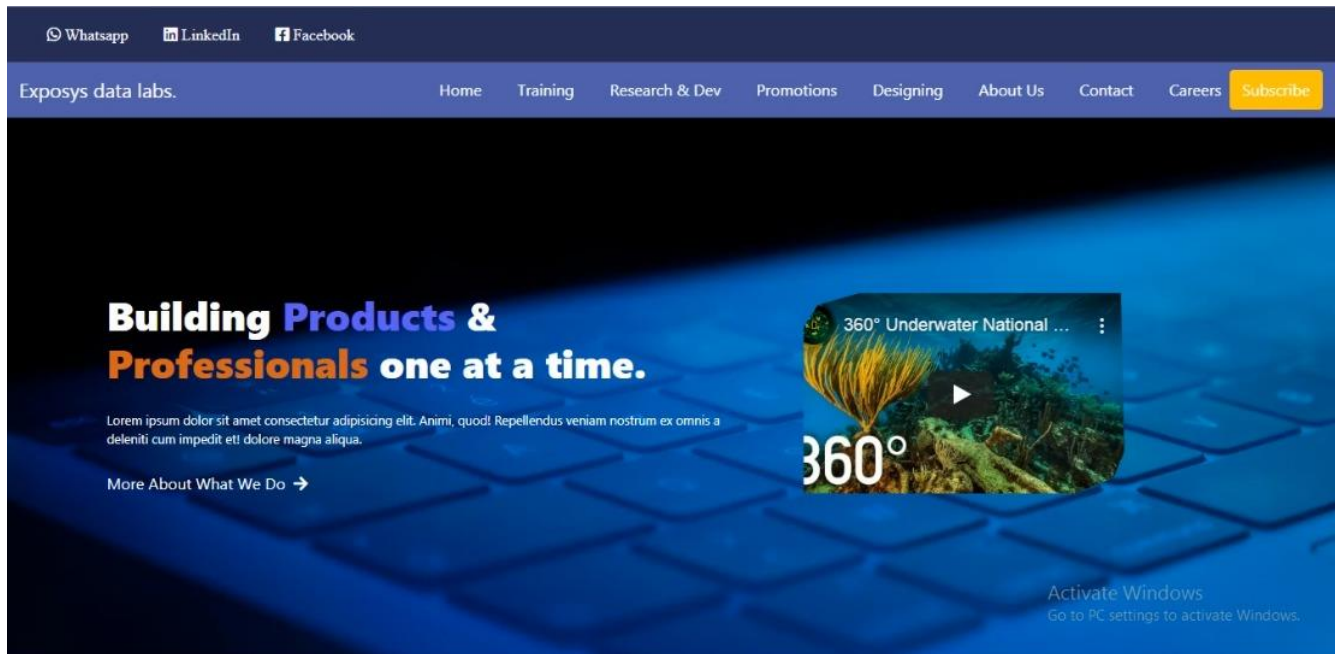 Whatsapp LinkedIn Facebook
Exposys data labs. Home Training Research & Dev Promotions Designing About Us Contact Careers Subscribe
Building Products &
Professionals one at a time.
Lorem ipsum dolor sit amet consectetur adipisicing elit. Animi, quod! Repellendus veniam nostrum ex omnis a
deleniti cum impedit et! dolore magna aliqua.
More About What We Do →
360° Underwater National ...
360°
Activate Windows
Go to PC settings to activate Windows.